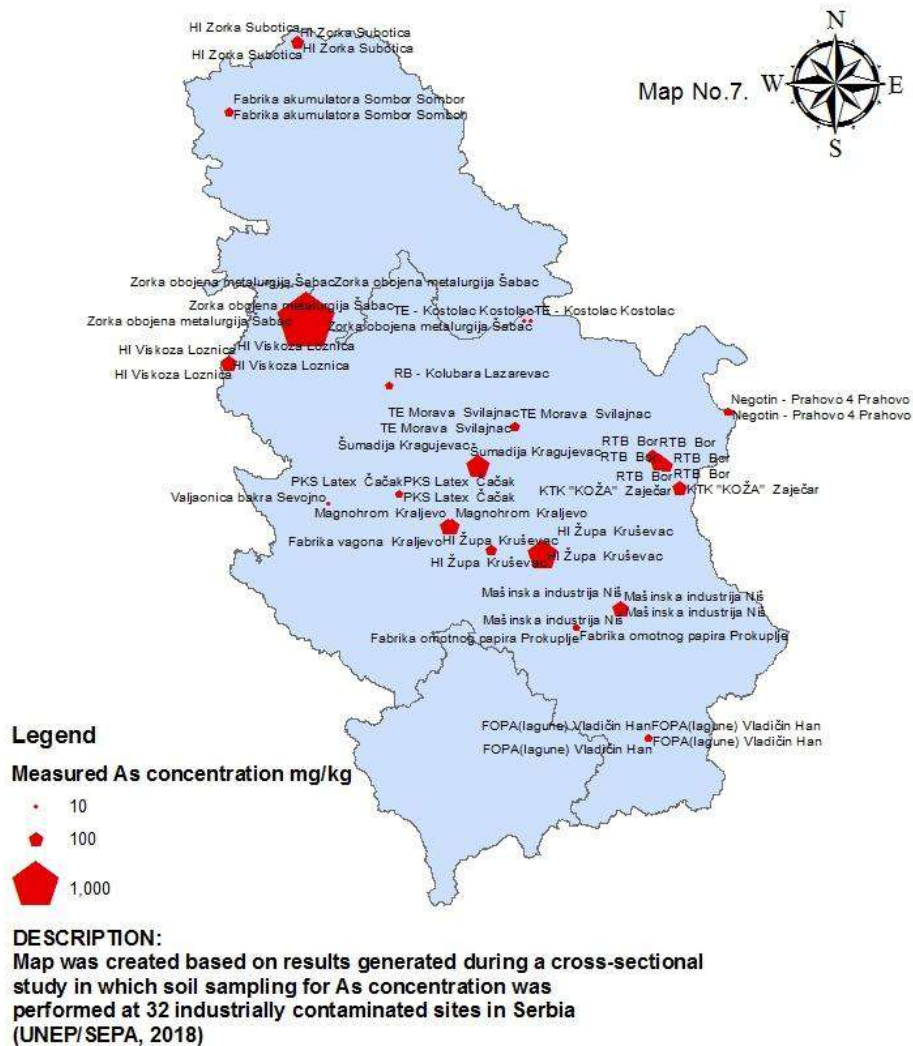 N
Map No.7.
W
E
S
HI Zorka Subotica
HI Zorka Subotica
HI Zorka Subotica
HI Zorka Subotica
Fabrika akumulatora Sombor Sombor
Fabrika akumulatora Sombor Sombor
Zorka obojena metalurgija Šabac
Zorka obojena metalurgija Šabac
Zorka obojena metalurgija Šabac
Zorka obojena metalurgija Šabac
Zorka obojena metalurgija Šabac
TE - Kostolac Kostolac
TE - Kostolac Kostolac
HI Viskoza Loznica
HI Viskoza Loznica
HI Viskoza Loznica
HI Viskoza Loznica
RB - Kolubara Lazarevac
Negotin - Prahovo 4 Prahovo
Negotin - Prahovo 4 Prahovo
TE Morava Svilajnac
TE Morava Svilajnac
TE Morava Svilajnac
Šumadija Kragujevac
Šumadija Kragujevac
RTB Bor
RTB Bor
RTB Bor
RTB Bor
RTB Bor
RTB Bor
KTK "KOŽA" Zaječar
KTK "KOŽA" Zaječar
PKS Latex Čačak
PKS Latex Čačak
PKS Latex Čačak
Valjaonica bakra Sevojno
Magnohrom Kraljevo
Magnohrom Kraljevo
Fabrika vagona Kraljevo
HI Župa Kruševac
HI Župa Kruševac
HI Župa Kruševac
HI Župa Kruševac
Mašinska industrija Niš
Mašinska industrija Niš
Mašinska industrija Niš
Mašinska industrija Niš
Fabrika omotnog papira Prokuplje
Fabrika omotnog papira Prokuplje
FOPA(lagune) Vladičin Han
FOPA(lagune) Vladičin Han
FOPA(lagune) Vladičin Han
FOPA(lagune) Vladičin Han
Legend
Measured As concentration mg/kg
10
100
1,000
DESCRIPTION:
Map was created based on results generated during a cross-sectional
study in which soil sampling for As concentration was
performed at 32 industrially contaminated sites in Serbia
(UNEP/SEPA, 2018)